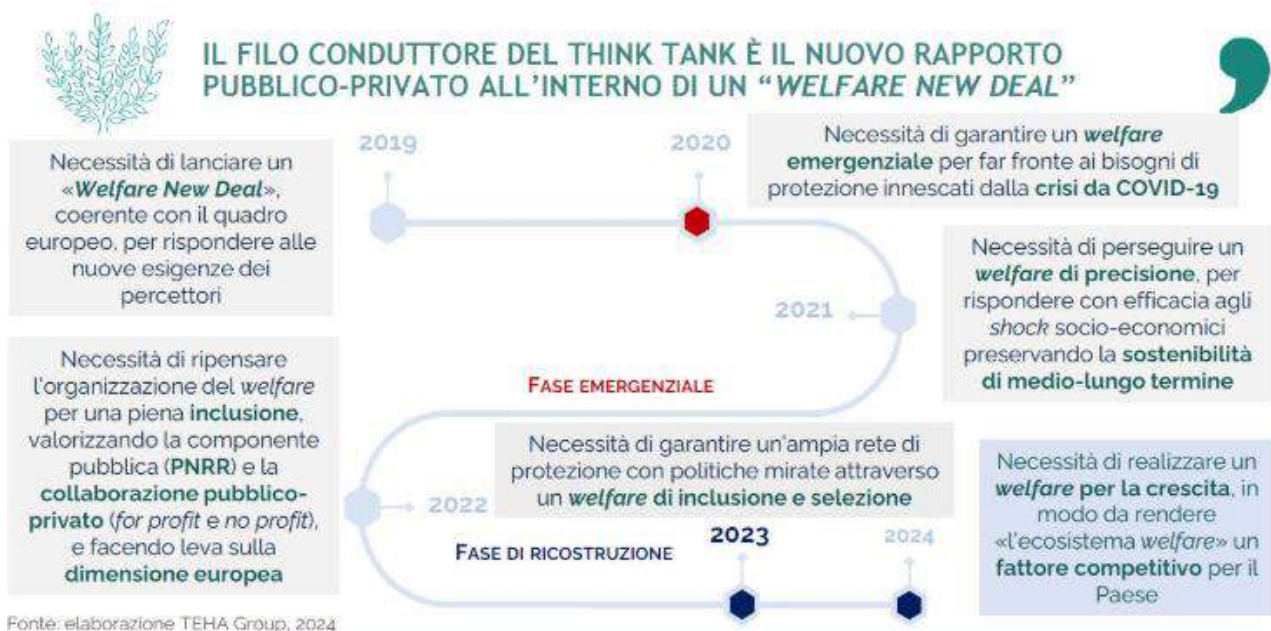 IL FILO CONDUTTORE DEL THINK TANK È IL NUOVO RAPPORTO
PUBBLICO-PRIVATO ALL'INTERNO DI UN "WELFARE NEW DEAL"
2019
Necessità di lanciare un
«Welfare New Deal»,
coerente con il quadro
europeo, per rispondere alle
nuove esigenze dei
percettori
2020
Necessità di garantire un welfare
emergenziale per far fronte ai bisogni di
protezione innescati dalla crisi da COVID-19
2021
Necessità di perseguire un
welfare di precisione, per
rispondere con efficacia agli
shock socio-economici
preservando la sostenibilità
di medio-lungo termine
FASE EMERGENZIALE
Necessità di ripensare
l'organizzazione del welfare
per una piena inclusione,
valorizzando la componente
pubblica (PNRR) e la
collaborazione pubblico-
privato (for profit e no profit),
e facendo leva sulla
dimensione europea
2022
Necessità di garantire un'ampia rete di
protezione con politiche mirate attraverso
un welfare di inclusione e selezione
FASE DI RICOSTRUZIONE
2023
2024
Necessità di realizzare un
welfare per la crescita, in
modo da rendere
«l'ecosistema welfare» un
fattore competitivo per il
Paese
Fonte: elaborazione TEHA Group, 2024